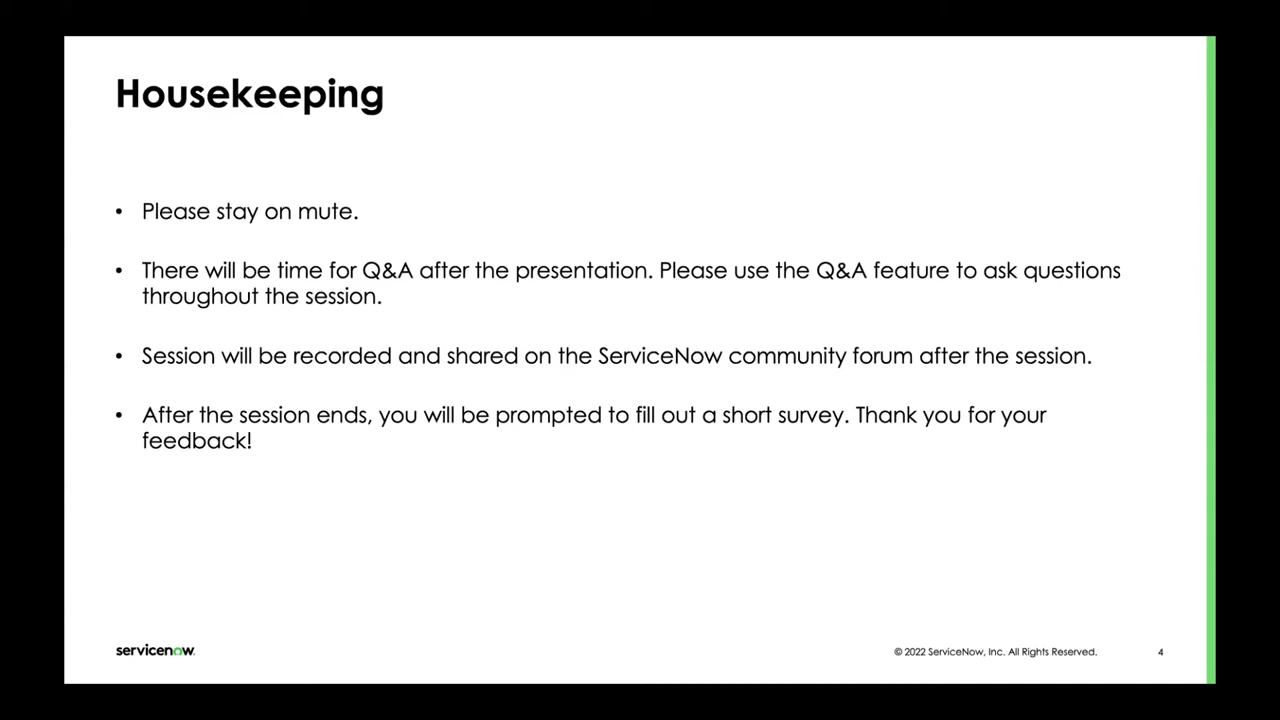 Housekeeping
• Please stay on mute.
• There will be time for Q&A after the presentation. Please use the Q&A feature to ask questions
throughout the session.
• Session will be recorded and shared on the ServiceNow community forum after the session.
• After the session ends, you will be prompted to fill out a short survey. Thank you for your
feedback!
servicenow.
© 2022 ServiceNow, Inc. All Rights Reserved.
4